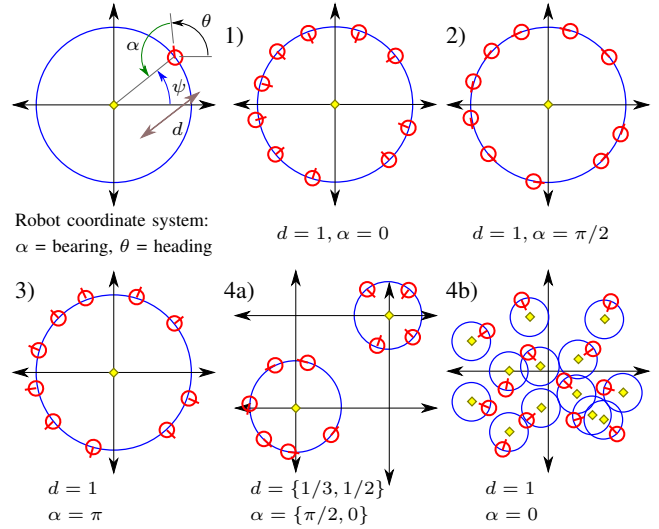 α
θ
ψ
d
1)
2)
Robot coordinate system:
α = bearing, θ = heading
d = 1, α = 0
d = 1, α = π/2
3)
4a)
4b)
d = 1
α = π
d = {1/3, 1/2}
α = {π/2, 0}
d = 1
α = 0